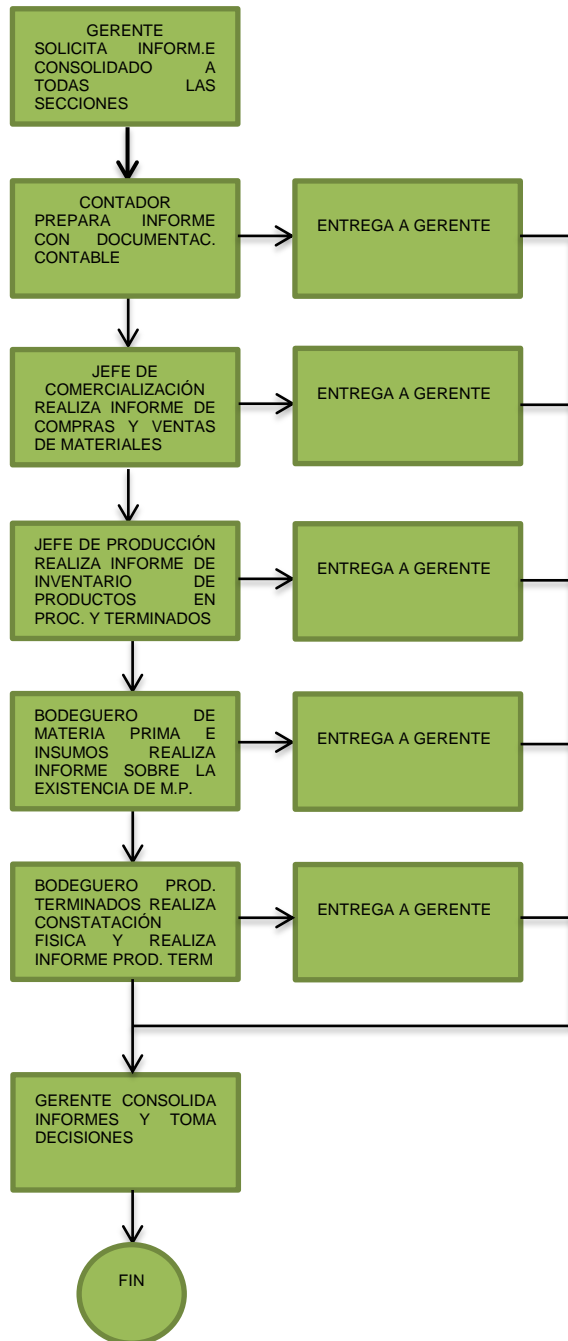 GERENTE
SOLICITA INFORM.E
CONSOLIDADO A
TODAS LAS
SECCIONES
CONTADOR
PREPARA INFORME
CON DOCUMENTAC.
CONTABLE
ENTREGA A GERENTE
JEFE DE
COMERCIALIZACIÓN
REALIZA INFORME DE
COMPRAS Y VENTAS
DE MATERIALES
ENTREGA A GERENTE
JEFE DE PRODUCCIÓN
REALIZA INFORME DE
INVENTARIO DE
PRODUCTOS EN
PROC. Y TERMINADOS
ENTREGA A GERENTE
BODEGUERO DE
MATERIA PRIMA E
INSUMOS REALIZA
INFORME SOBRE LA
EXISTENCIA DE M.P.
ENTREGA A GERENTE
BODEGUERO PROD.
TERMINADOS REALIZA
CONSTATACIÓN
FISICA Y REALIZA
INFORME PROD. TERM
ENTREGA A GERENTE
GERENTE CONSOLIDA
INFORMES Y TOMA
DECISIONES
FIN